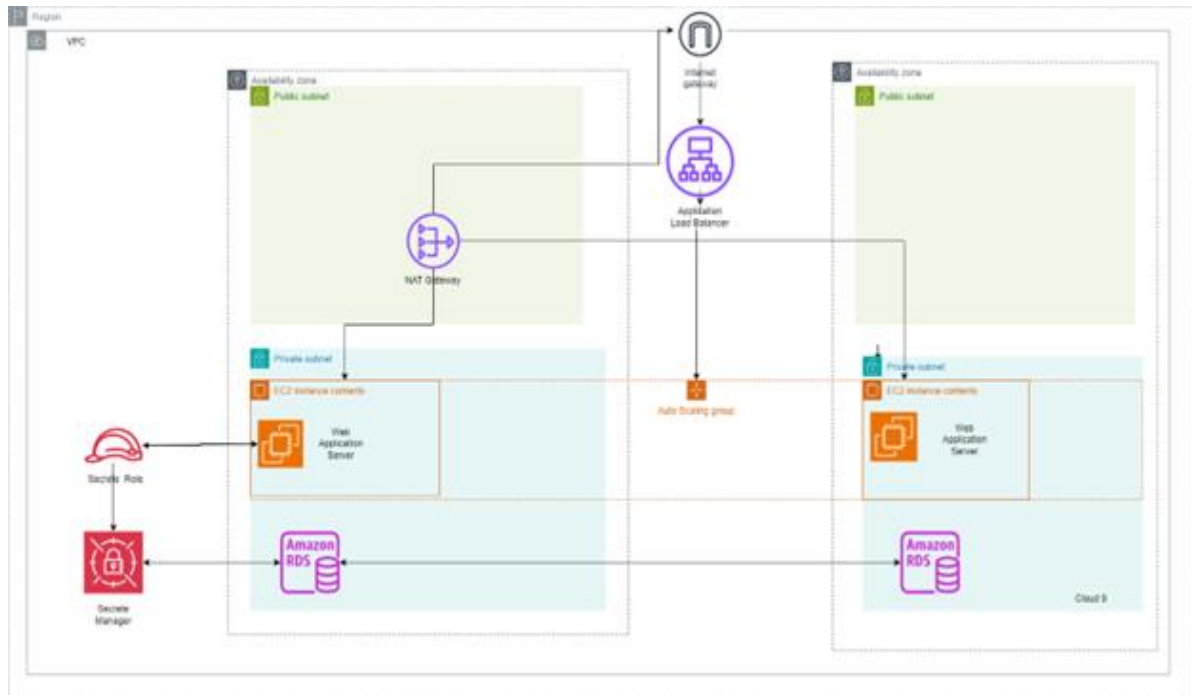 Region
VPC
Availability zone
Public subnet
Internet
gateway
Availability zone
Public subnet
Application
Load Balancer
NAT Gateway
Private subnet
EC2 instance contents
Web
Application
Server
Auto Scaling group
Private subnet
EC2 instance contents
Web
Application
Server
Secrete Role
Amazon
RDS
Amazon
RDS
Secrete
Manager
Cloud 9